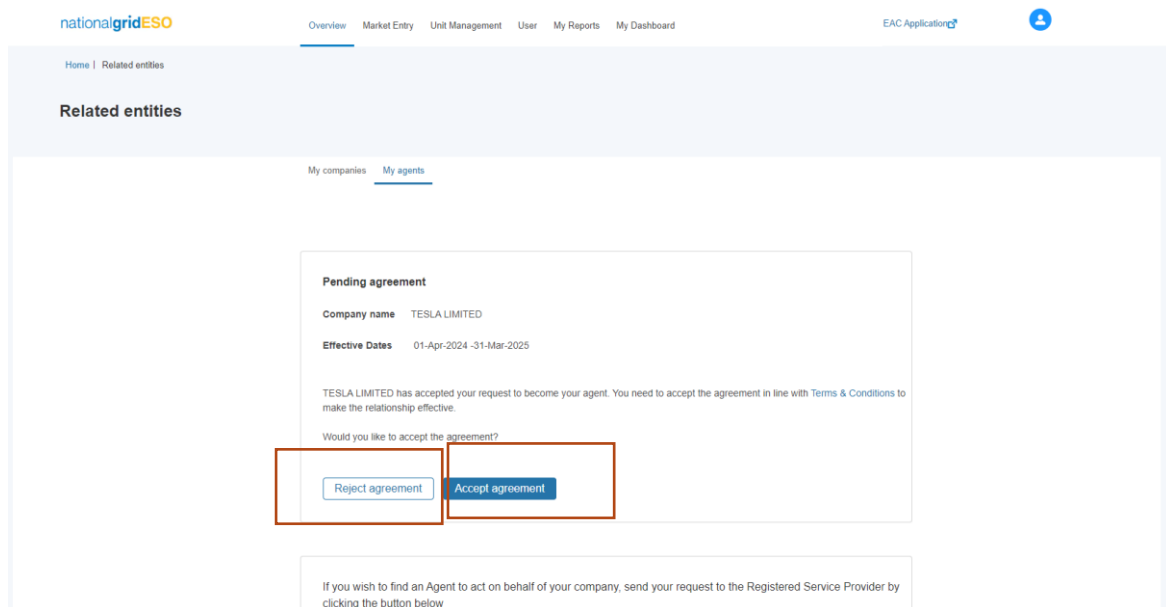 nationalgridESO
Overview Market Entry Unit Management User My Reports My Dashboard
EAC Application
Home | Related entities
Related entities
My companies My agents
Pending agreement
Company name TESLA LIMITED
Effective Dates 01-Apr-2024 -31-Mar-2025
TESLA LIMITED has accepted your request to become your agent. You need to accept the agreement in line with Terms & Conditions to
make the relationship effective.
Would you like to accept the agreement?
Reject agreement Accept agreement
If you wish to find an Agent to act on behalf of your company, send your request to the Registered Service Provider by
clicking the button below